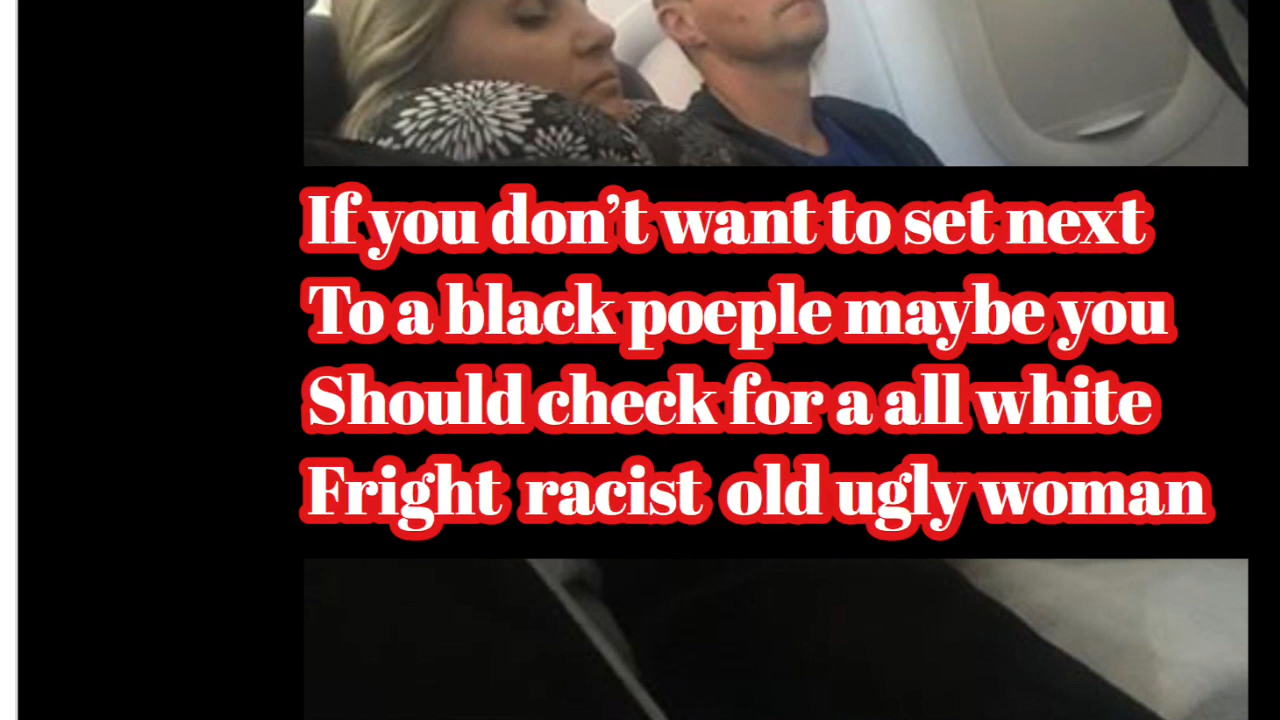 If you don’t want to set next
To a black poeple maybe you
Should check for a all white
Fright racist old ugly woman